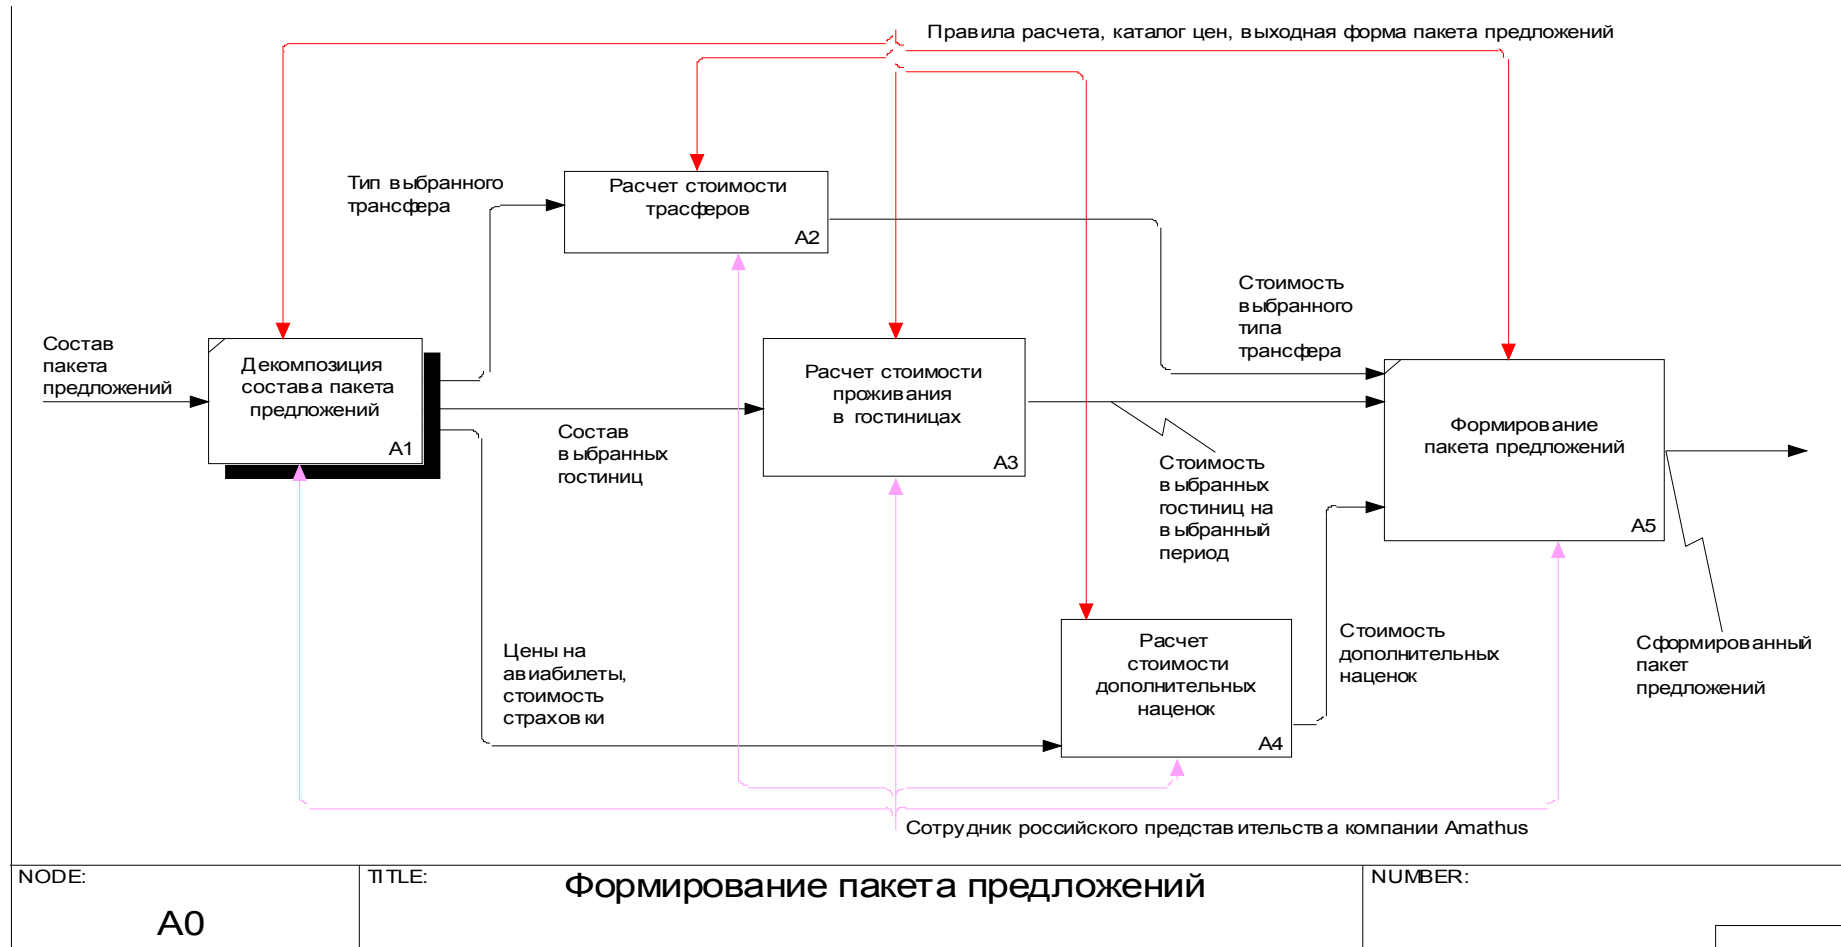 Правила расчета, каталог цен, выходная форма пакета предложений
Тип выбранного
трансфера
Расчет стоимости
трасферов
A2
Стоимость
выбранного
типа
трансфера
Состав
пакета
предложений
Декомпозиция
состава пакета
предложений
A1
Расчет стоимости
проживания
в гостиницах
A3
Формирование
пакета предложений
A5
Состав
выбранных
гостиниц
Стоимость
выбранных
гостиниц на
выбранный
период
Цены на
авиабилеты,
стоимость
страховки
Расчет
стоимости
дополнительных
наценок
A4
Стоимость
дополнительных
наценок
Сформированный
пакет
предложений
Сотрудник российского представительства компании Amathus
NODE:
A0
TITLE:
Формирование пакета предложений
NUMBER: